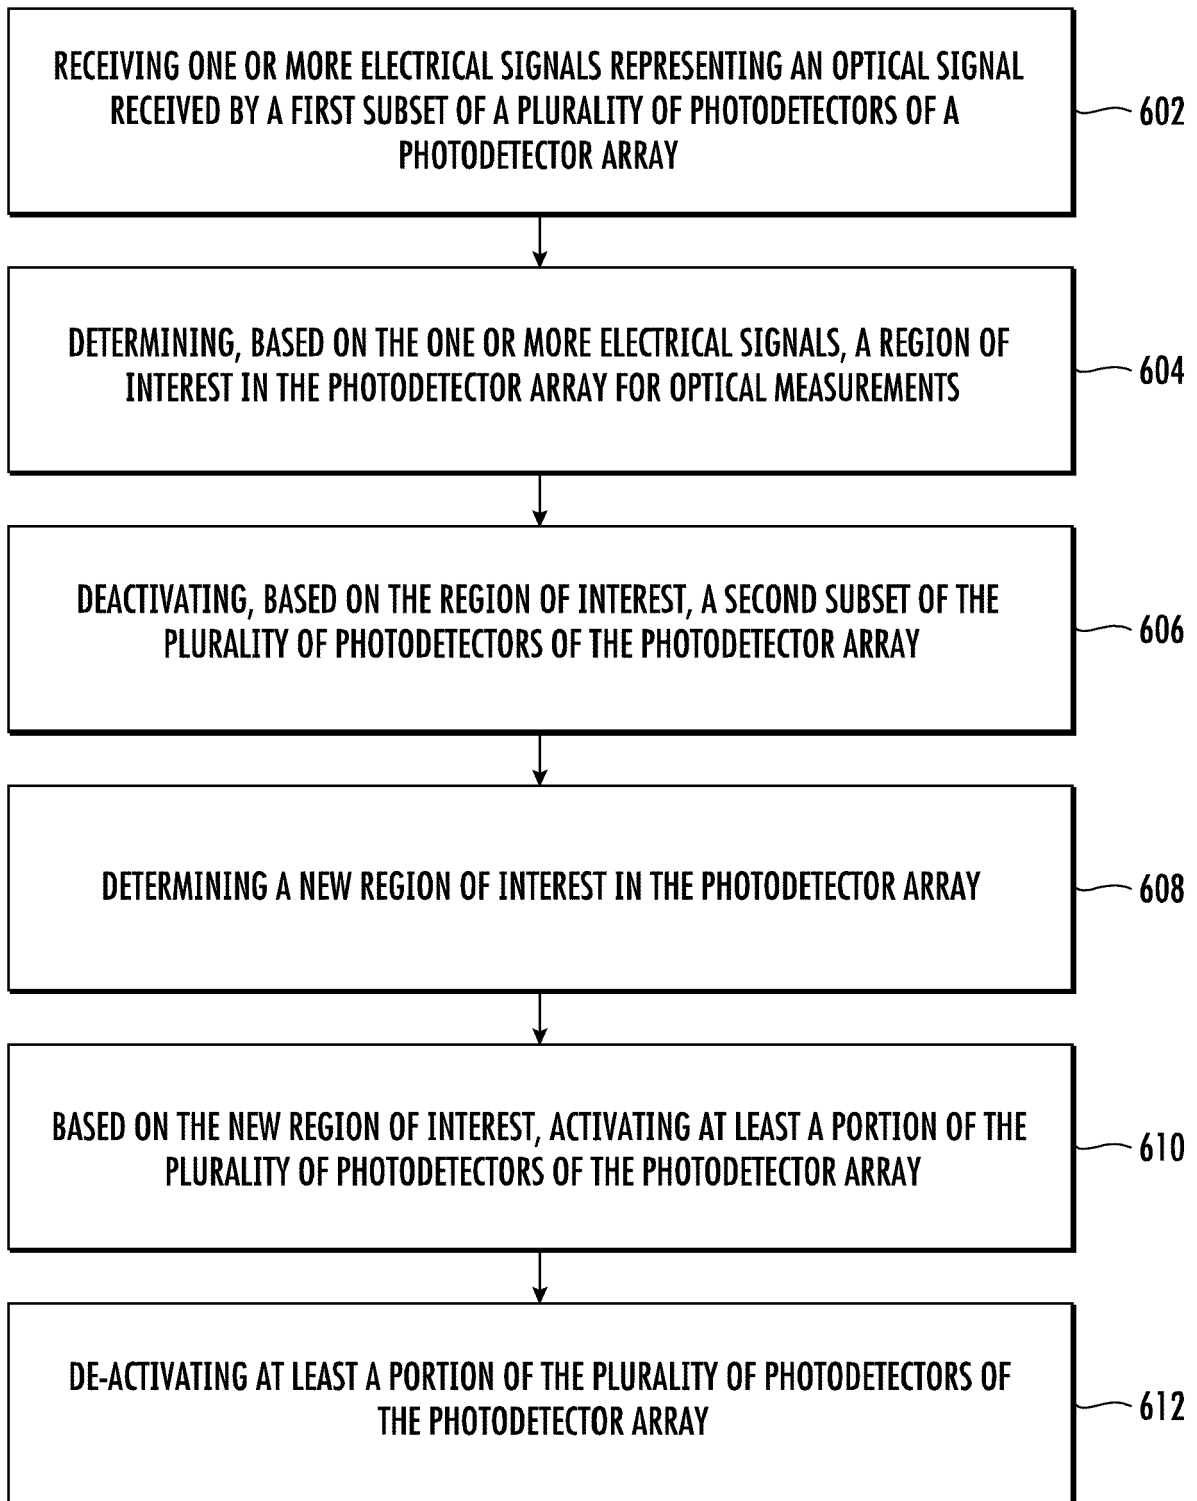 RECEIVING ONE OR MORE ELECTRICAL SIGNALS REPRESENTING AN OPTICAL SIGNAL
RECEIVED BY A FIRST SUBSET OF A PLURALITY OF PHOTODETECTORS OF A
PHOTODETECTOR ARRAY
602
DETERMINING, BASED ON THE ONE OR MORE ELECTRICAL SIGNALS, A REGION OF
INTEREST IN THE PHOTODETECTOR ARRAY FOR OPTICAL MEASUREMENTS
604
DEACTIVATING, BASED ON THE REGION OF INTEREST, A SECOND SUBSET OF THE
PLURALITY OF PHOTODETECTORS OF THE PHOTODETECTOR ARRAY
606
DETERMINING A NEW REGION OF INTEREST IN THE PHOTODETECTOR ARRAY
608
BASED ON THE NEW REGION OF INTEREST, ACTIVATING AT LEAST A PORTION OF THE
PLURALITY OF PHOTODETECTORS OF THE PHOTODETECTOR ARRAY
610
DE-ACTIVATING AT LEAST A PORTION OF THE PLURALITY OF PHOTODETECTORS OF
THE PHOTODETECTOR ARRAY
612